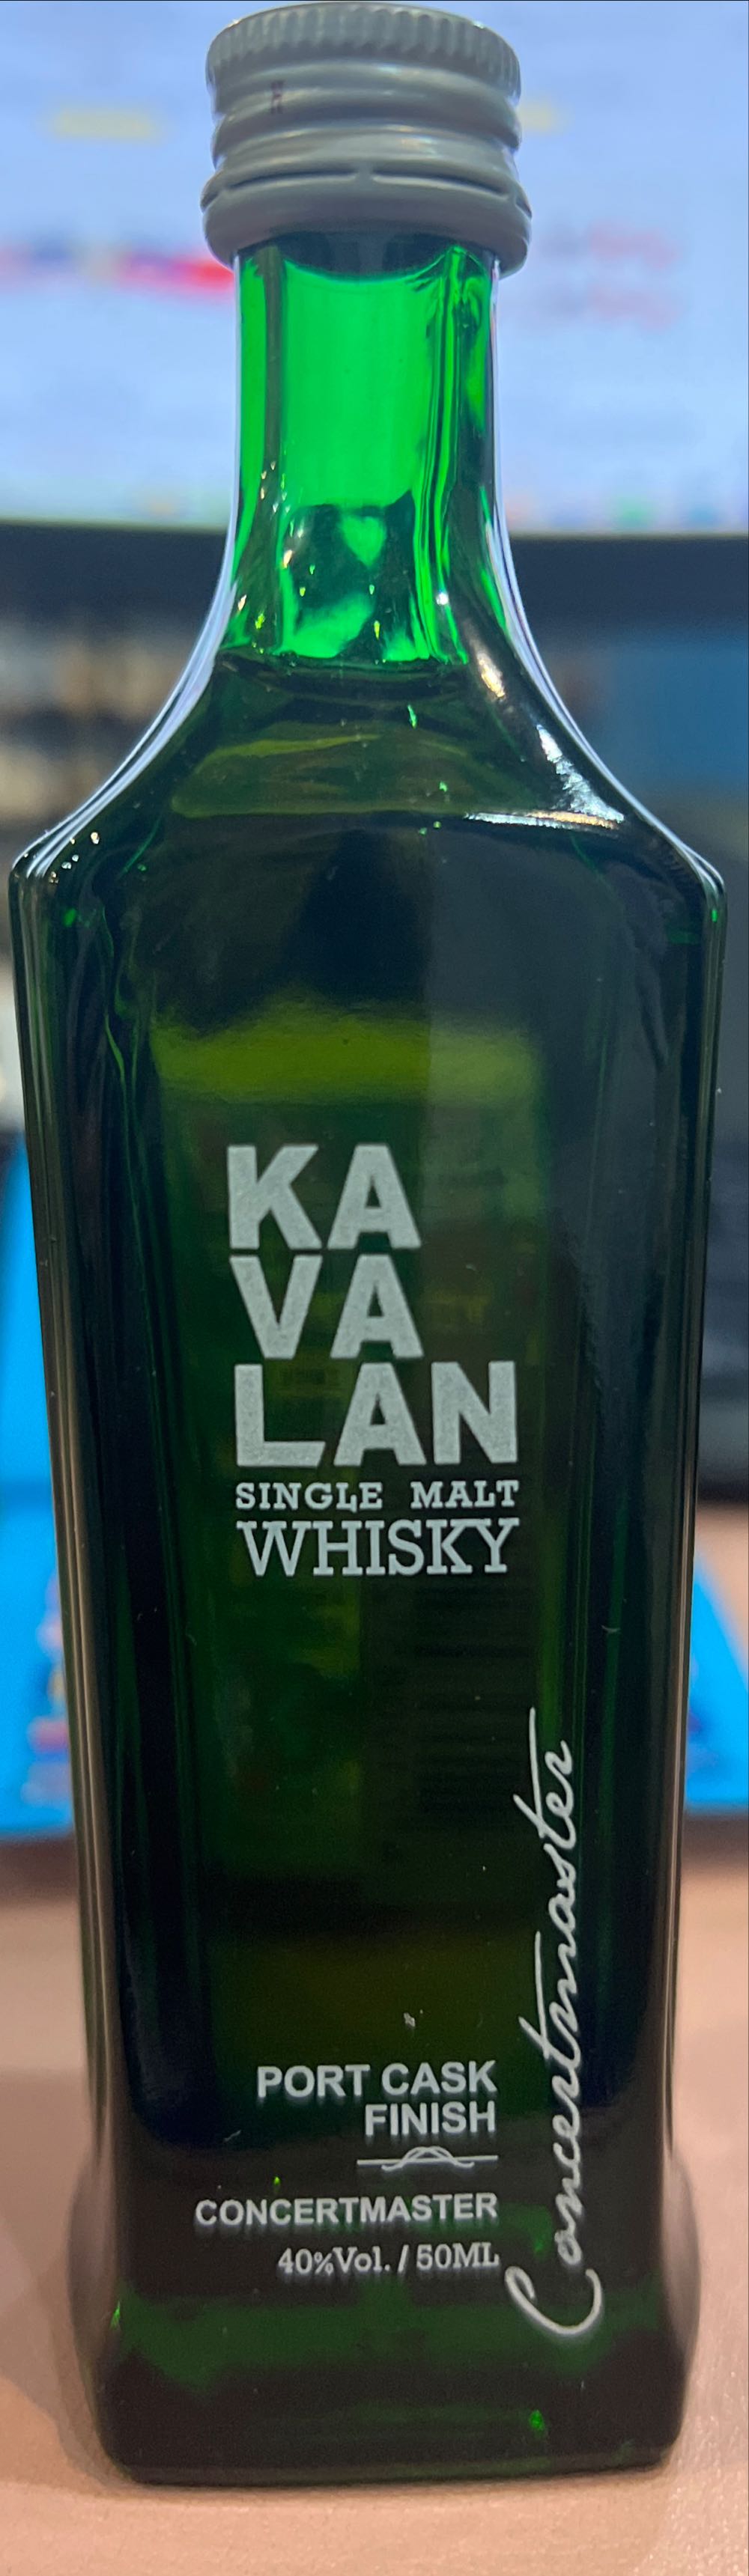 KA
VA
LAN
SINGLE MALT
WHISKY
Concertmaster
PORT CASK
FINISH
CONCERTMASTER
40%Vol. / 50ML